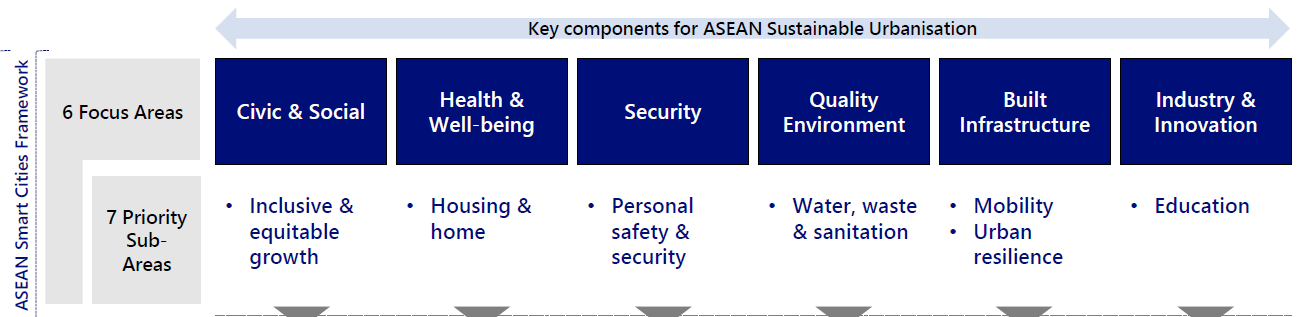 Key components for ASEAN Sustainable Urbanisation
ASEAN Smart Cities Framework
6 Focus Areas
Civic & Social
Health &
Well-being
Security
Quality
Environment
Built
Infrastructure
Industry &
Innovation
7 Priority
Sub-
Areas
• Inclusive &
equitable
growth
• Housing &
home
• Personal
safety &
security
• Water, waste
& sanitation
• Mobility
• Urban
resilience
• Education